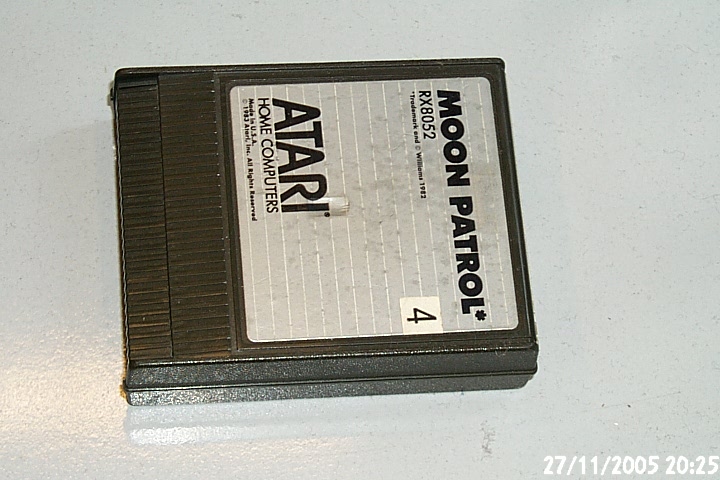 MOON PATROL*
RX8052
*Trademark and © Williams 1982
4
ATARI®
HOME COMPUTERS
Made in U.S.A.
© 1983 Atari, Inc. All Rights Reserved
27/11/2005 20:25